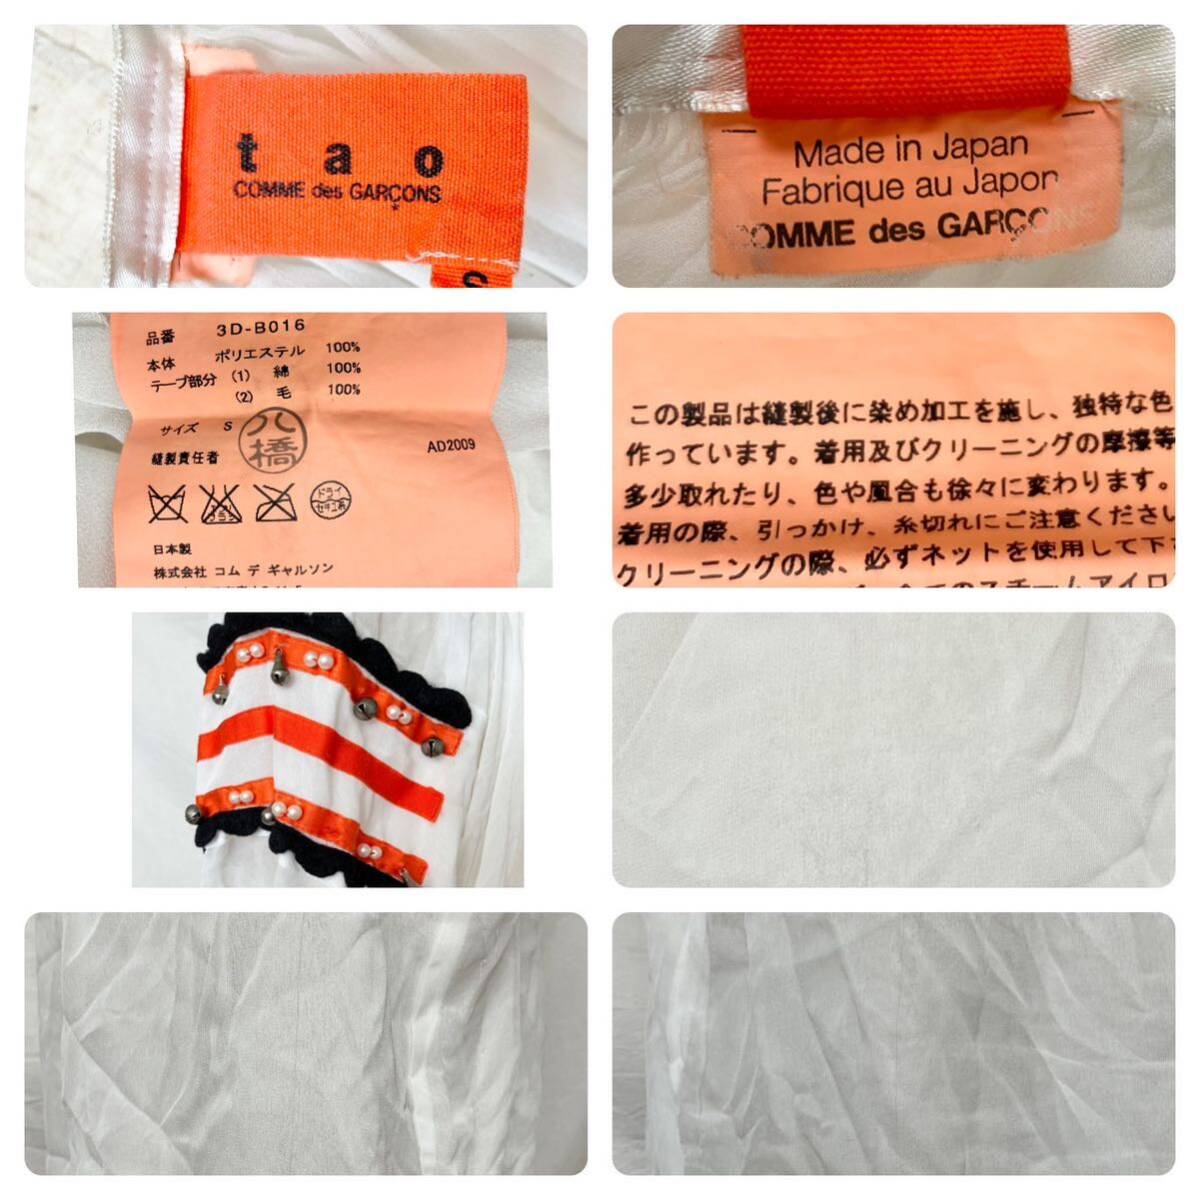 t a o
COMME des GARÇONS
S
Made in Japan
Fabrique au Japon
COMME des GARÇONS
品番 3D-B016
本体 ポリエステル 100%
テープ部分 (1) 綿 100%
(2) 毛 100%
サイズ S
八橋
縫製責任者
AD2009
ドライ
セキユ系
日本製
株式会社 コム デ ギャルソン
この製品は縫製後に染め加工を施し、独特な色
作っています。着用及びクリーニングの摩擦等
多少取れたり、色や風合も徐々に変わります。
着用の際、引っかけ、糸切れにご注意ください
クリーニングの際、必ずネットを使用して下さ